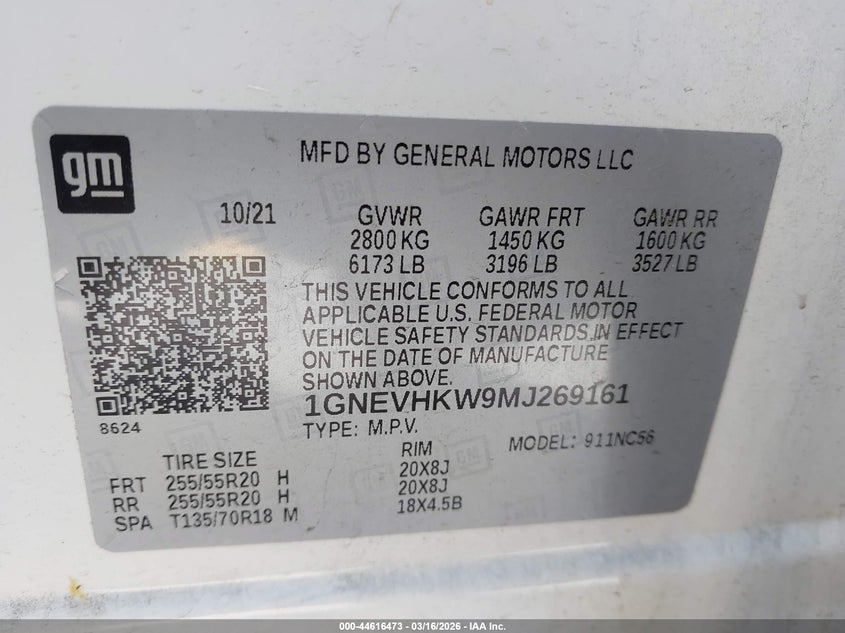 gm
MFD BY GENERAL MOTORS LLC
10/21 GVWR GAWR FRT GAWR RR
2800 KG 1450 KG 1600 KG
6173 LB 3196 LB 3527 LB
THIS VEHICLE CONFORMS TO ALL
APPLICABLE U.S. FEDERAL MOTOR
VEHICLE SAFETY STANDARDS IN EFFECT
ON THE DATE OF MANUFACTURE
SHOWN ABOVE.
1GNEVHKW9MJ269161
8624
TYPE: M.P.V.
MODEL: 911NC56
TIRE SIZE RIM
FRT 255/55R20 H 20X8J
RR 255/55R20 H 20X8J
SPA T135/70R18 M 18X4.5B
000-44616473 - 03/16/2026 - IAA Inc.